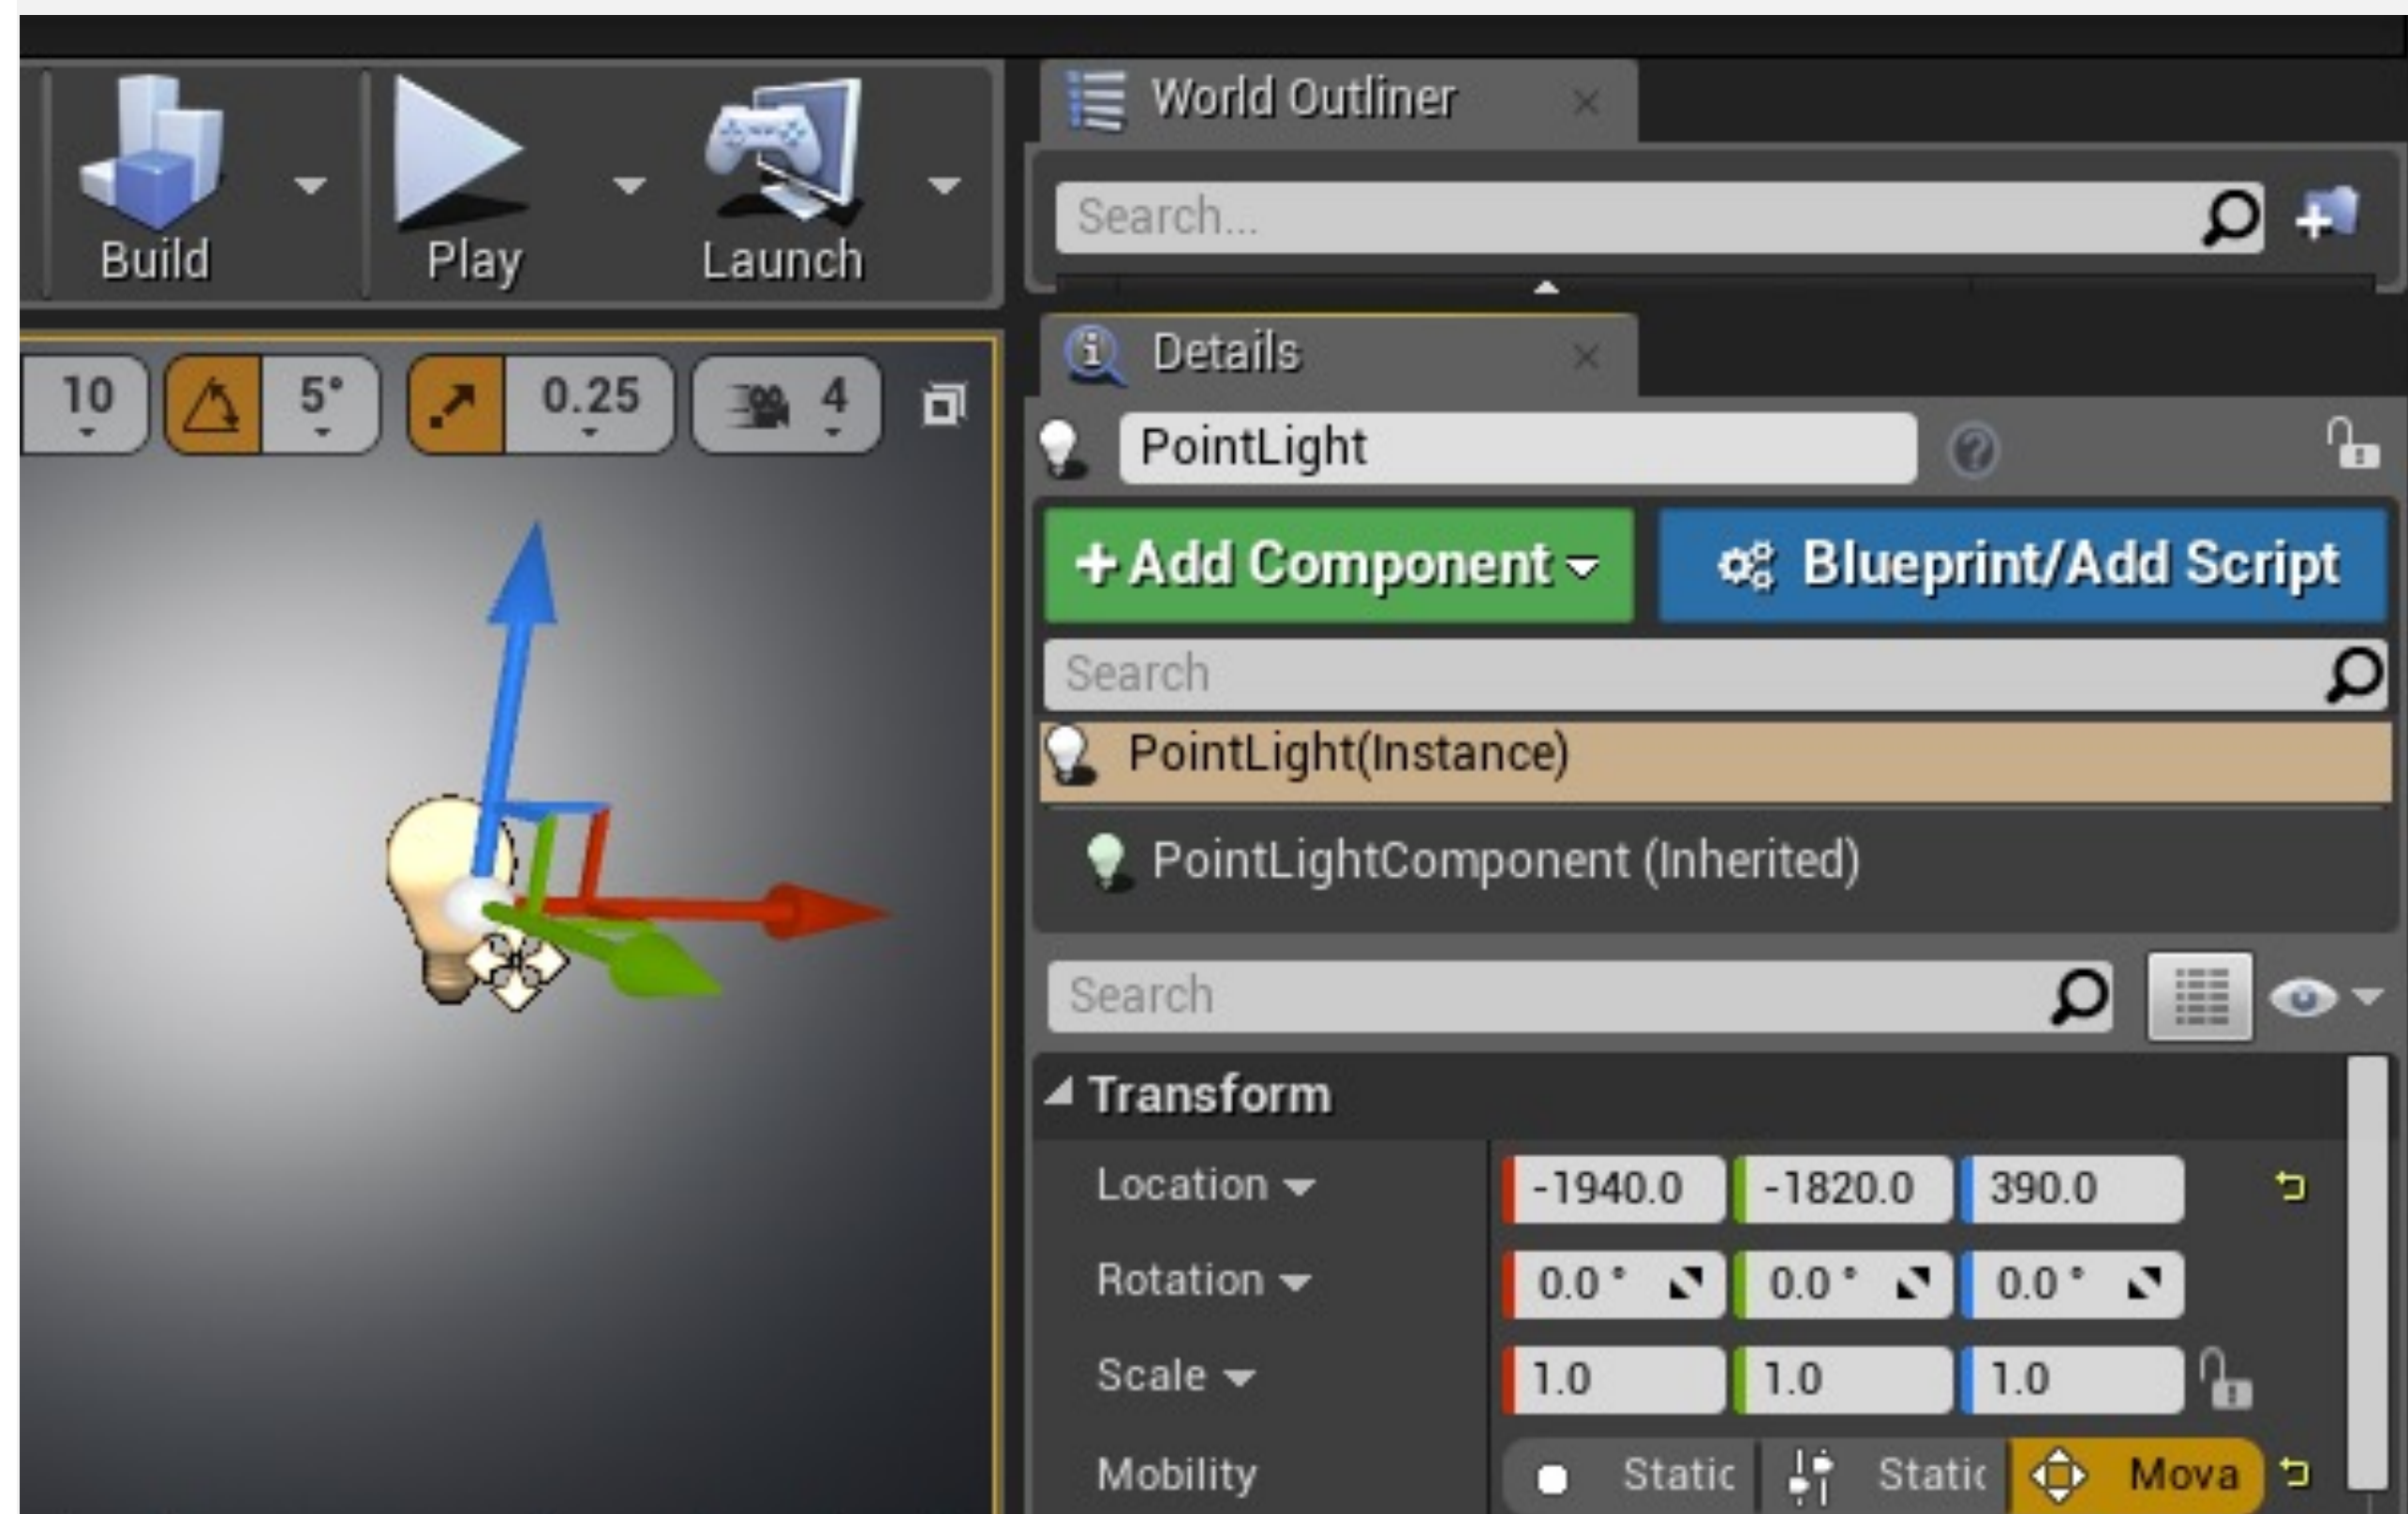 World Outliner
Search...
Build
Play
Launch
Details
10
5°
0.25
4
PointLight
Add Component
Blueprint/Add Script
Search
PointLight(Instance)
PointLightComponent (Inherited)
Search
Transform
Location -1940.0 -1820.0 390.0
Rotation 0.0 ° 0.0 ° 0.0 °
Scale 1.0 1.0 1.0
Mobility Static Static Mova